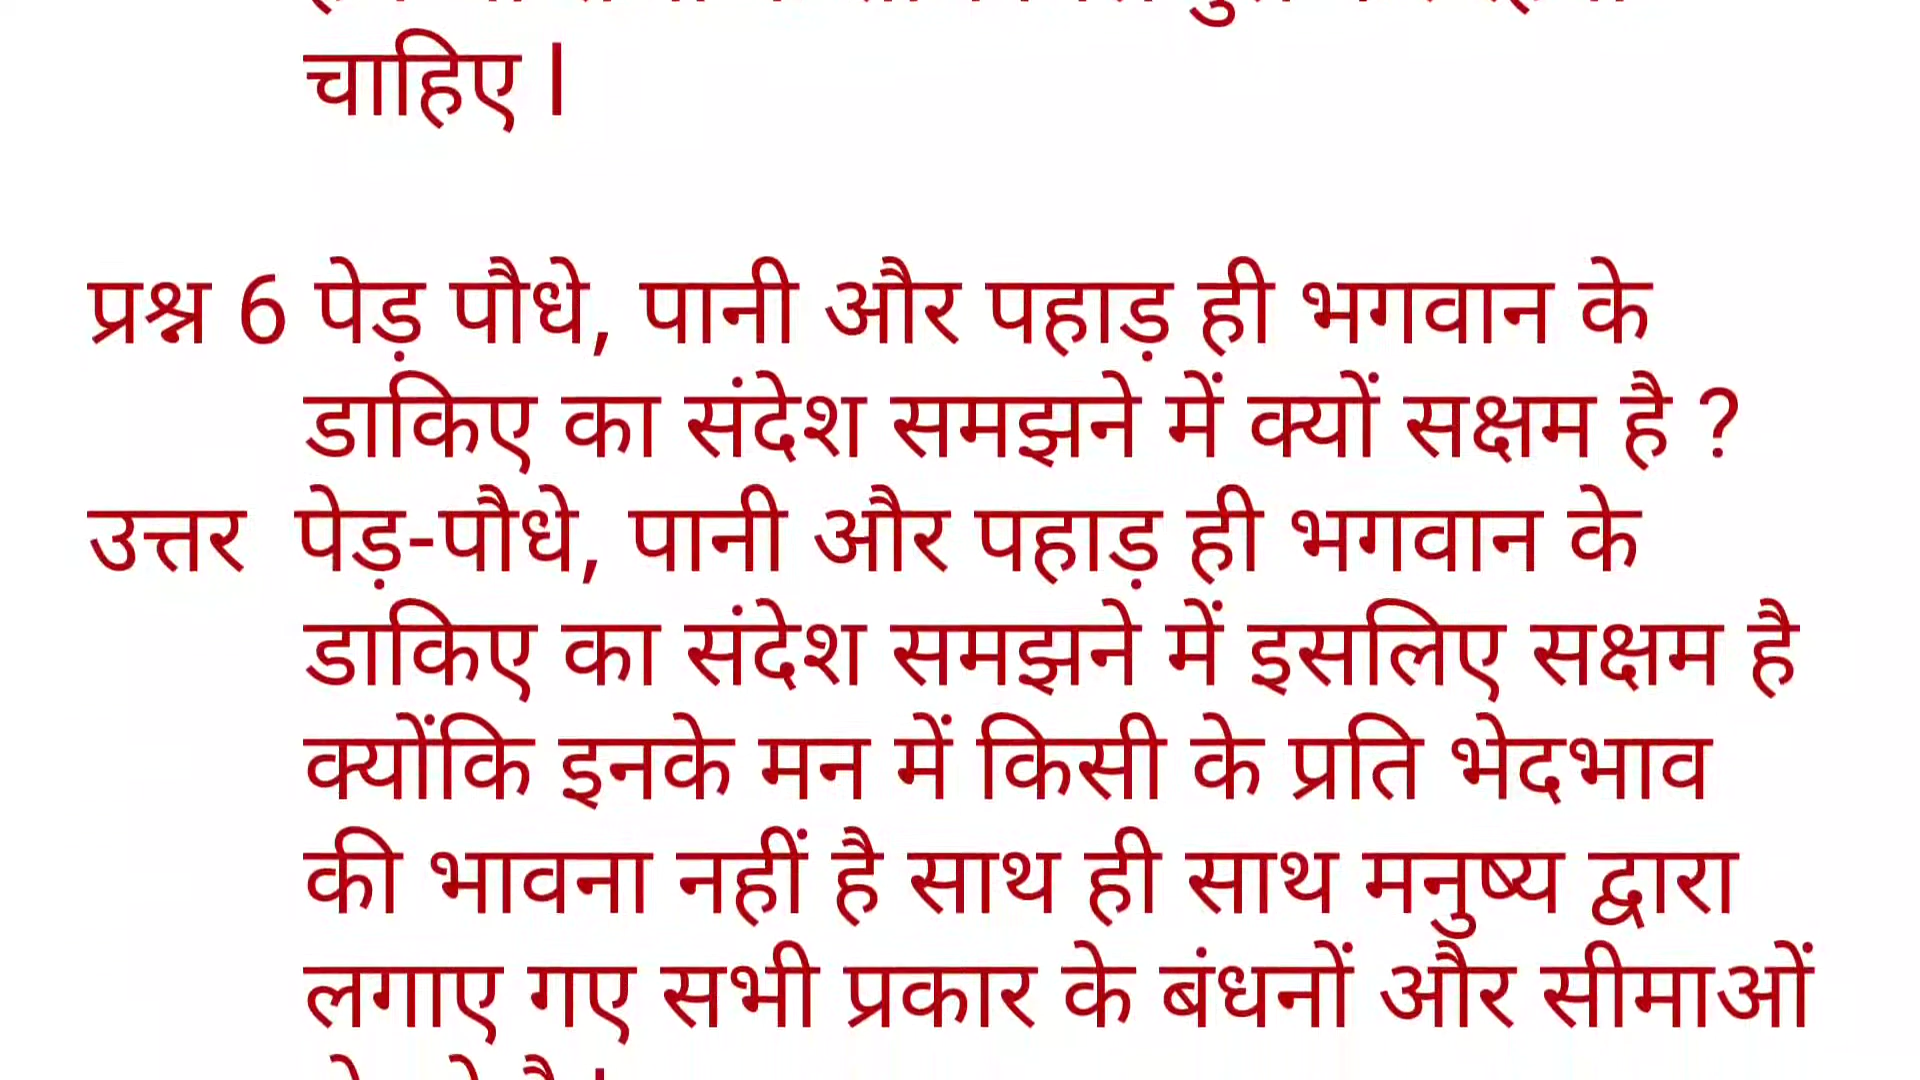 चाहिए l
प्रश्न 6 पेड़ पौधे, पानी और पहाड़ ही भगवान के
डाकिए का संदेश समझने में क्यों सक्षम है ?
उत्तर पेड़-पौधे, पानी और पहाड़ ही भगवान के
डाकिए का संदेश समझने में इसलिए सक्षम है
क्योंकि इनके मन में किसी के प्रति भेदभाव
की भावना नहीं है साथ ही साथ मनुष्य द्वारा
लगाए गए सभी प्रकार के बंधनों और सीमाओं